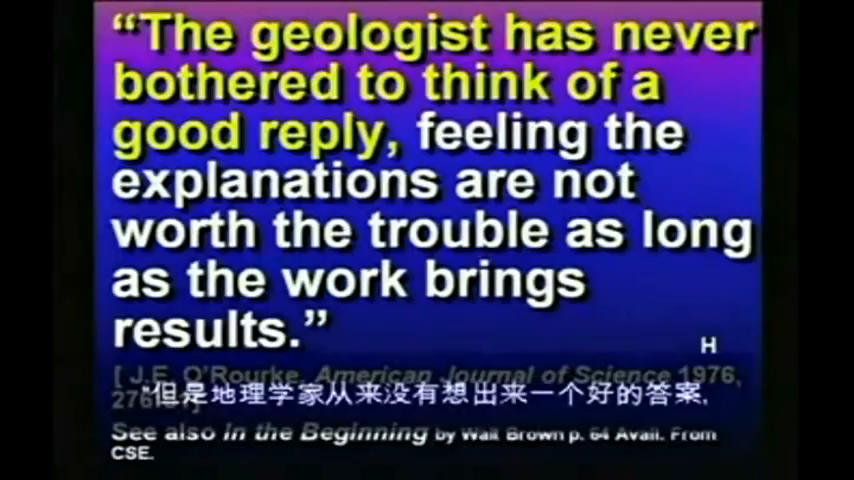 “The geologist has never
bothered to think of a
good reply, feeling the
explanations are not
worth the trouble as long
as the work brings
results.”
H
[ J.E. O'Rourke, American Journal of Science 1976,
“但是地理学家从来没有想出来一个好的答案,
See also In the Beginning by Walt Brown p. 64 Avail. From
CSE.